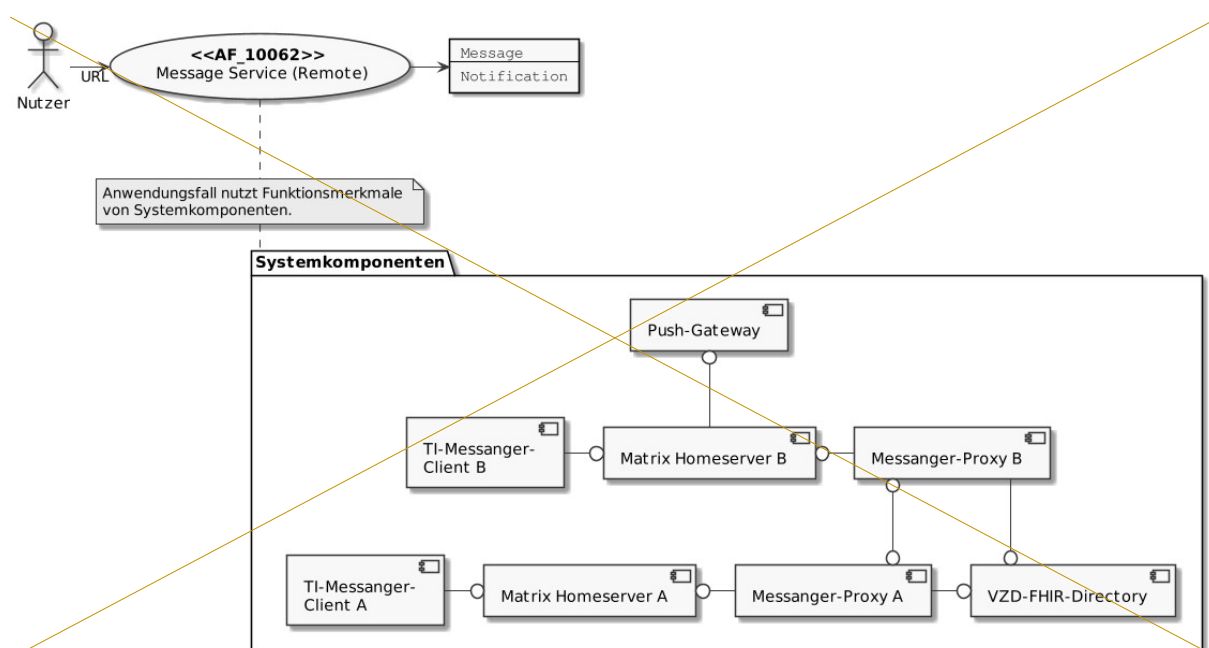 <<AF_10062>>
Message Service (Remote)
URL
Nutzer
Message
Notification
Anwendungsfall nutzt Funktionsmerkmale
von Systemkomponenten.
Systemkomponenten
Push-Gateway
TI-Messanger-
Client B
Matrix Homeserver B
Messanger-Proxy B
TI-Messanger-
Client A
Matrix Homeserver A
Messanger-Proxy A
VZD-FHIR-Directory